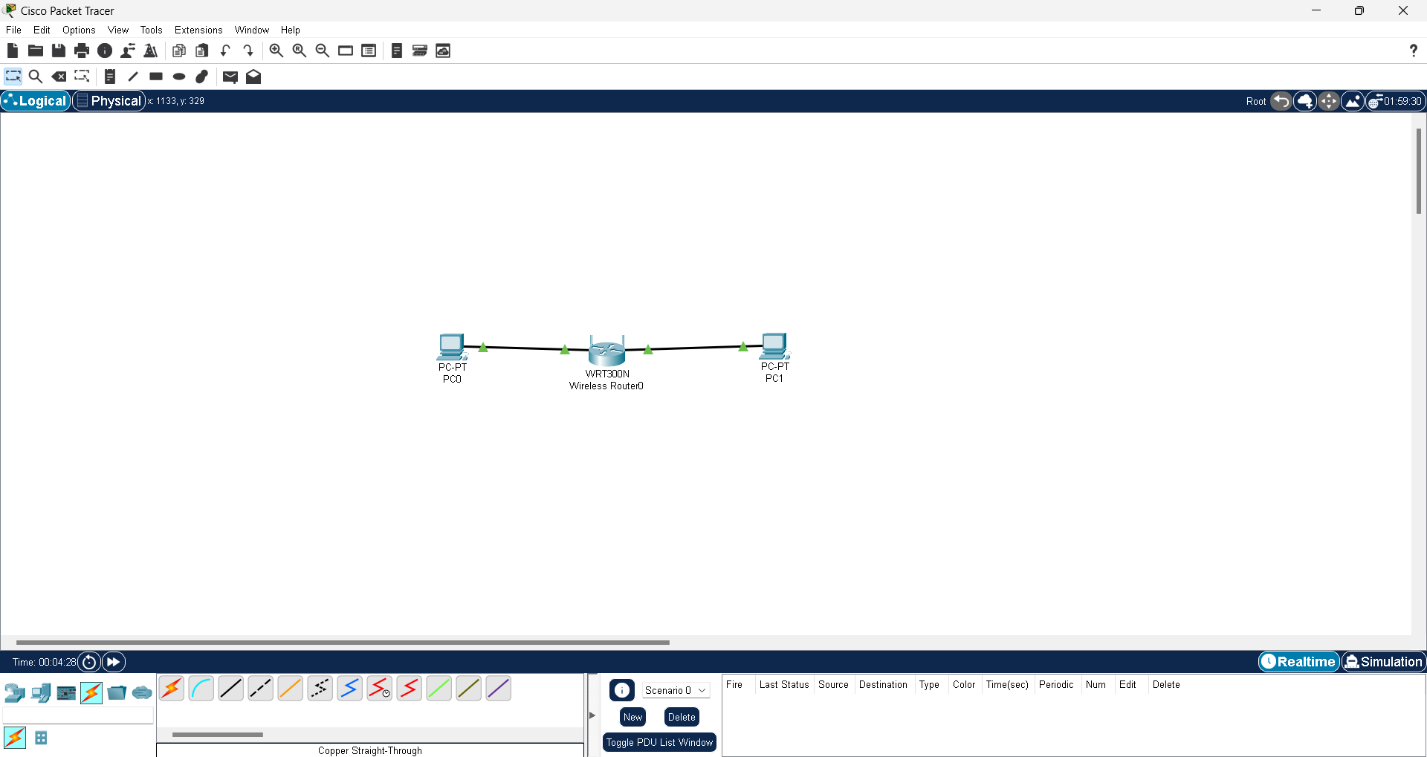 Cisco Packet Tracer
File Edit Options View Tools Extensions Window Help
?
Logical Physical x: 1133, y: 329 Root 01:59:30
PC-PT
PC0
WRT300N
Wireless Router0
PC-PT
PC1
Time: 00:04:28 Realtime Simulation
Scenario 0
New Delete
Toggle PDU List Window
Fire Last Status Source Destination Type Color Time(sec) Periodic Num Edit Delete
Copper Straight-Through